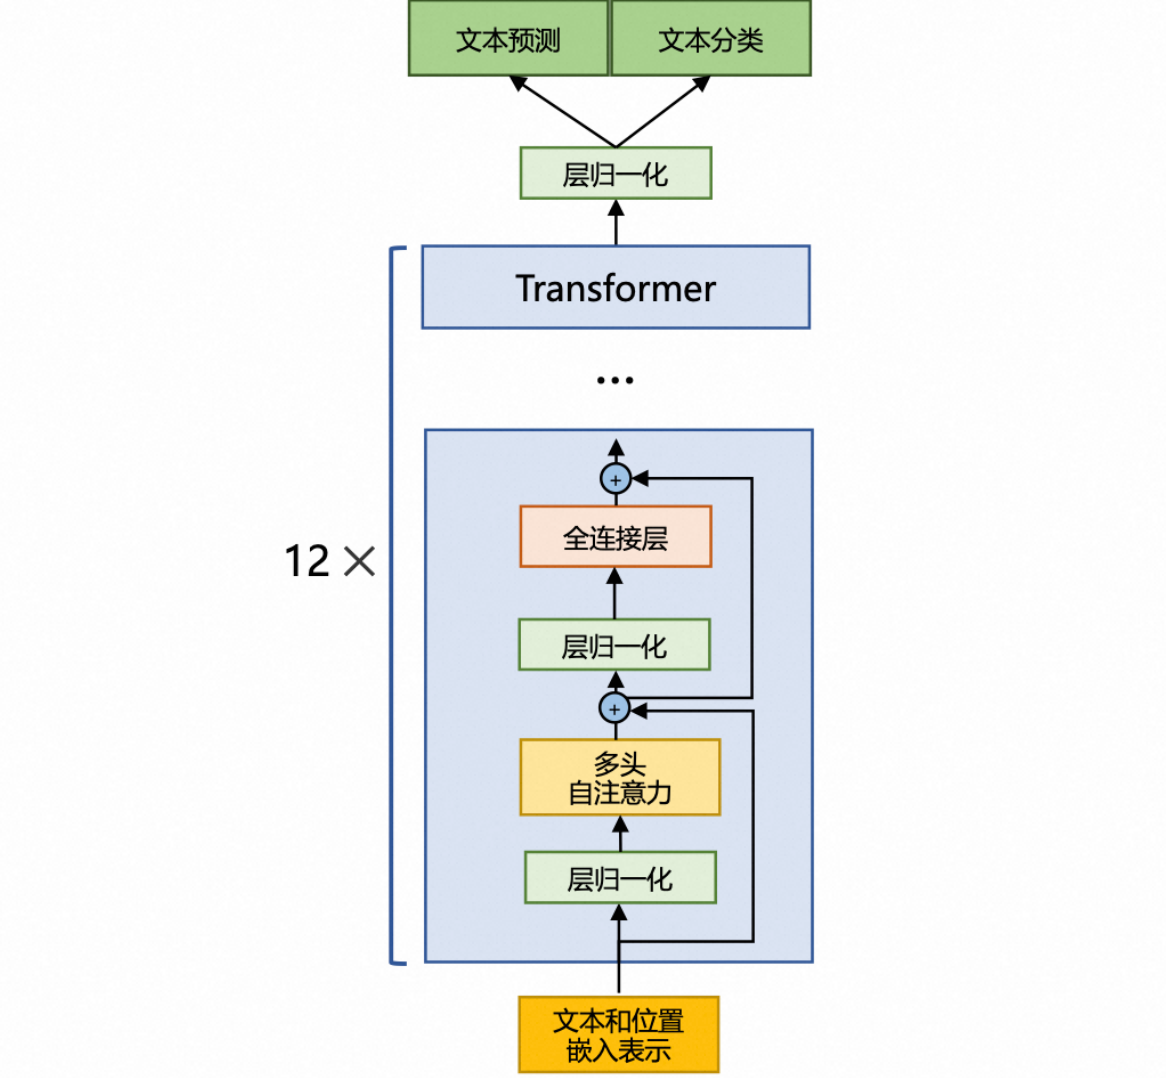 文本预测
文本分类
层归一化
Transformer
...
12 ×
+
全连接层
层归一化
+
多头
自注意力
层归一化
文本和位置
嵌入表示